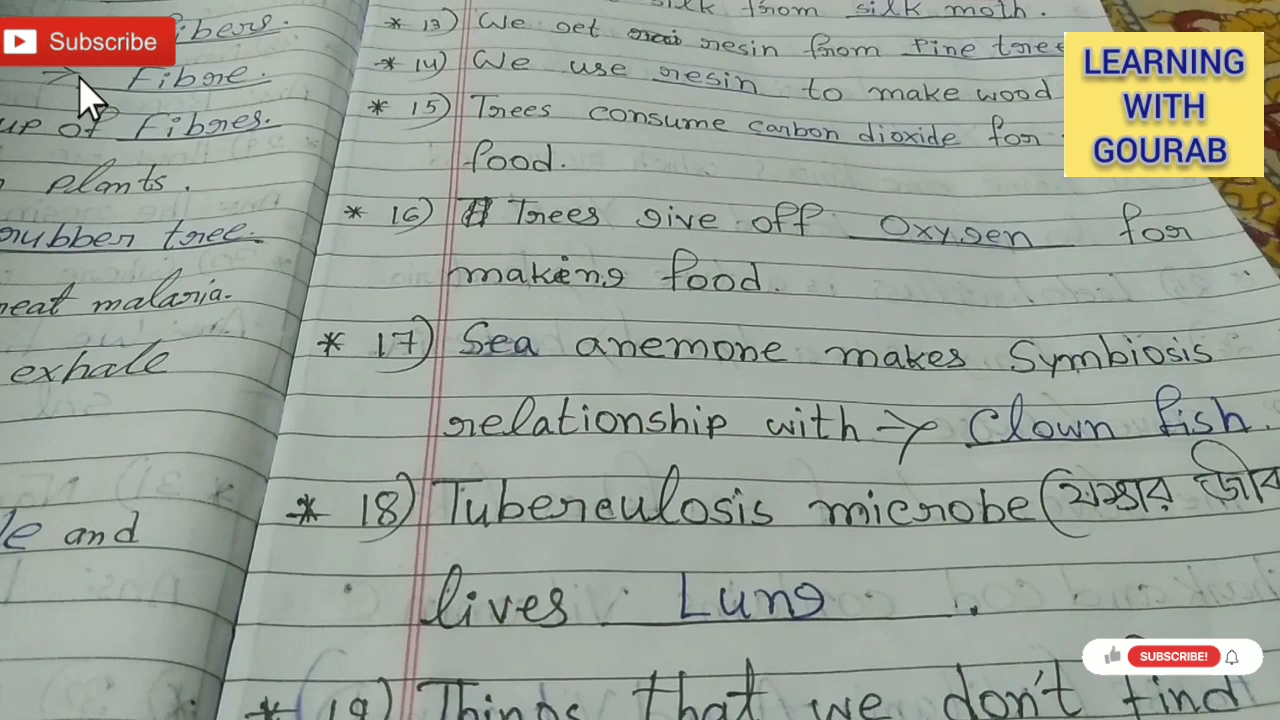 Subscribe
fibers.
→ Fibre.
up of Fibres.
plants.
rubber tree.
malaria.
exhale
and
silk from silk moth.
* 13) We get resin from Pine tree
* 14) We use resin to make wood
* 15) Trees consume carbon dioxide for
food.
* 16) Trees give off Oxygen for
making food.
* 17) Sea anemone makes Symbiosis
relationship with → Clown fish.
* 18) Tuberculosis microbe (যক্ষার জীব
lives Lung .
* 19) Things that we don't find
LEARNING
WITH
GOURAB
SUBSCRIBE!